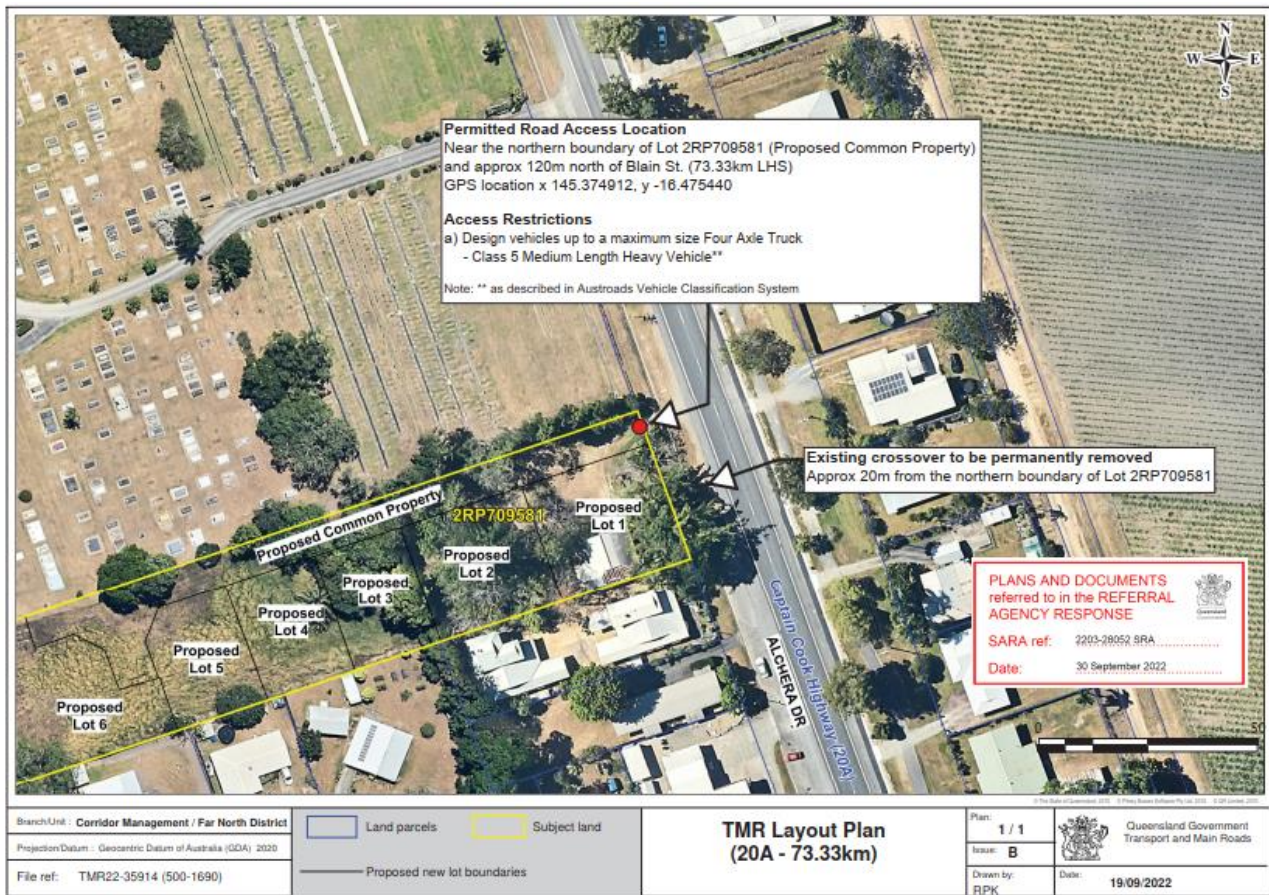 N
W E
S
Permitted Road Access Location
Near the northern boundary of Lot 2RP709581 (Proposed Common Property)
and approx 120m north of Blain St. (73.33km LHS)
GPS location x 145.374912, y -16.475440
Access Restrictions
a) Design vehicles up to a maximum size Four Axle Truck
- Class 5 Medium Length Heavy Vehicle**
Note: ** as described in Austroads Vehicle Classification System
Existing crossover to be permanently removed
Approx 20m from the northern boundary of Lot 2RP709581
Proposed Common Property
2RP709581
Proposed
Lot 1
Proposed
Lot 2
Proposed
Lot 3
Proposed
Lot 4
Proposed
Lot 5
Proposed
Lot 6
Captain Cook Highway (20A)
ALCHERA DR
PLANS AND DOCUMENTS
referred to in the REFERRAL
AGENCY RESPONSE
Queensland
Government
SARA ref: 2203-28052 SRA
Date: 30 September 2022
0
Branch/Unit : Corridor Management / Far North District
Projection/Datum : Geocentric Datum of Australia (GDA) 2020
File ref: TMR22-35914 (500-1690)
Land parcels
Subject land
Proposed new lot boundaries
TMR Layout Plan
(20A - 73.33km)
Plan: 1 / 1
Issue: B
Drawn by:
RPK
Queensland Government
Transport and Main Roads
Date: 19/09/2022